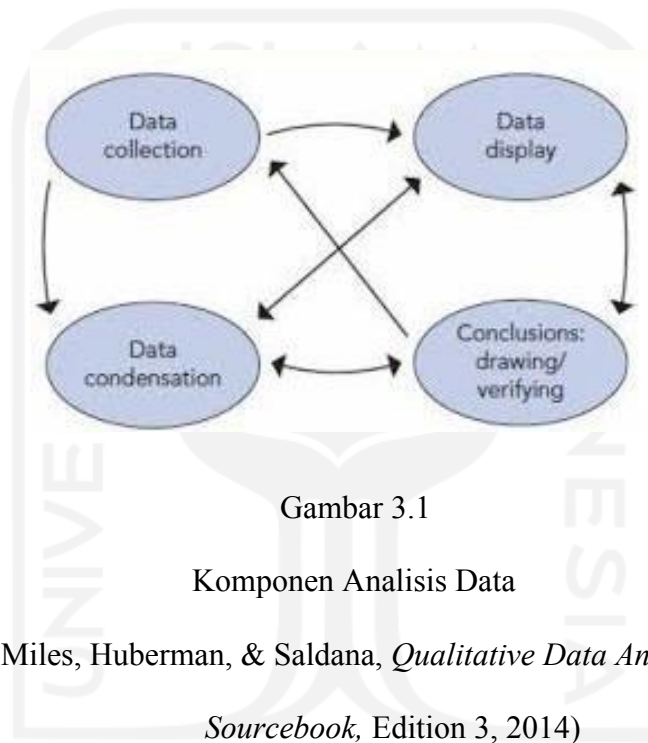 Data
collection
Data
display
Data
condensation
Conclusions:
drawing/
verifying
Gambar 3.1
Komponen Analisis Data
Miles, Huberman, & Saldana, Qualitative Data
Sourcebook, Edition 3, 2014)